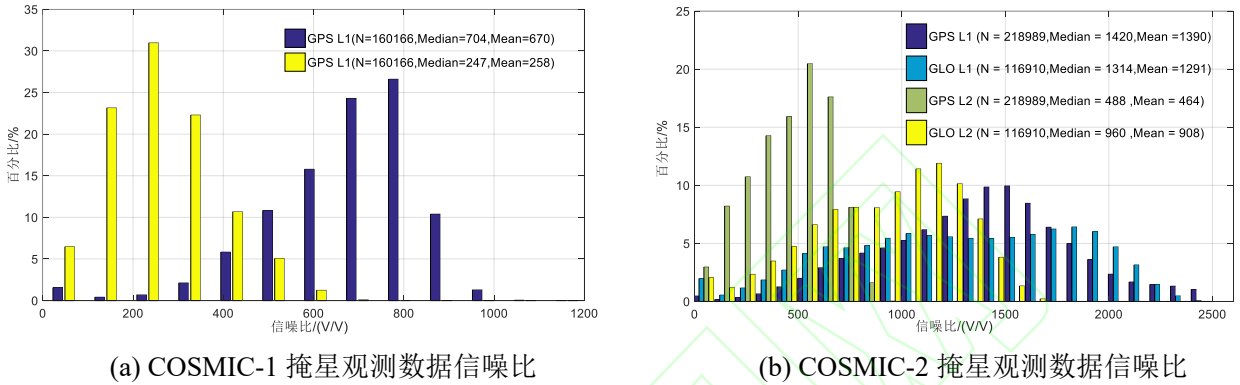 35
30
25
20
15
10
5
0
百分比/%
GPS L1(N=160166,Median=704,Mean=670)
GPS L1(N=160166,Median=247,Mean=258)
0 200 400 600 800 1000 1200
信噪比/(V/V)
(a) COSMIC-1 掩星观测数据信噪比
25
20
15
10
5
0
百分比/%
GPS L1 (N = 218989,Median = 1420,Mean =1390)
GLO L1 (N = 116910,Median = 1314,Mean =1291)
GPS L2 (N = 218989,Median = 488 ,Mean = 464)
GLO L2 (N = 116910,Median = 960 ,Mean = 908)
0 500 1000 1500 2000 2500
信噪比/(V/V)
(b) COSMIC-2 掩星观测数据信噪比